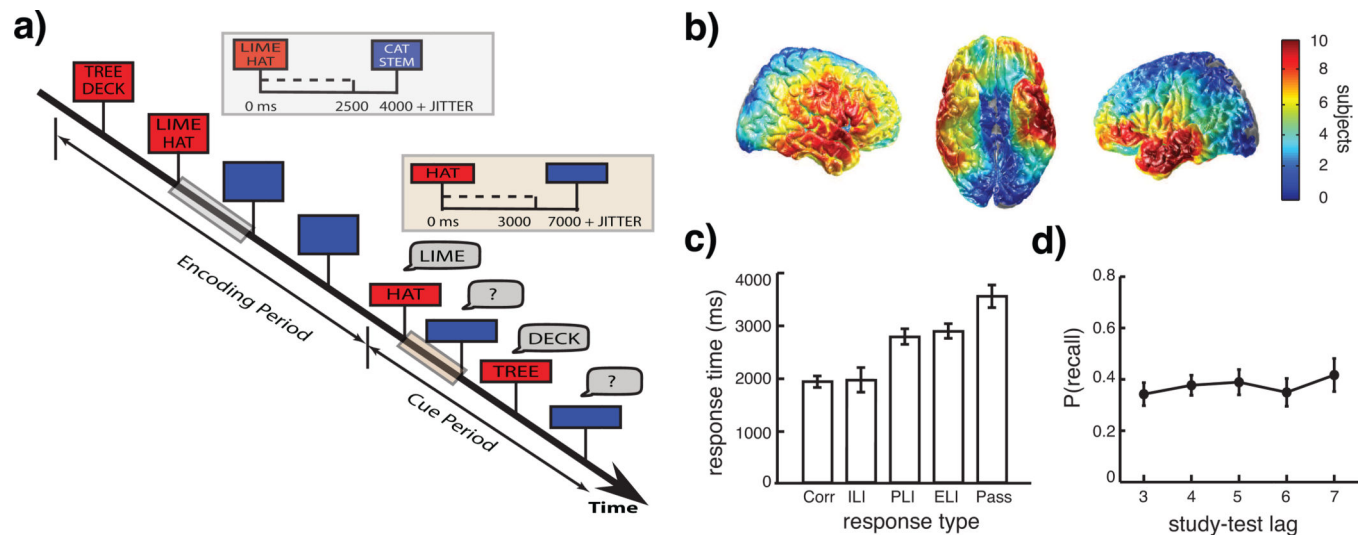 a)
TREE
DECK
LIME
HAT
LIME
HAT
CAT
STEM
0 ms
2500
4000 + JITTER
HAT
0 ms
3000
7000 + JITTER
LIME
HAT
?
DECK
TREE
?
Encoding Period
Cue Period
Time
b)
10
8
6
4
2
0
subjects
c)
response time (ms)
4000
3000
2000
1000
0
Corr ILI PLI ELI Pass
response type
d)
P(recall)
0.8
0.6
0.4
0.2
0
3 4 5 6 7
study-test lag